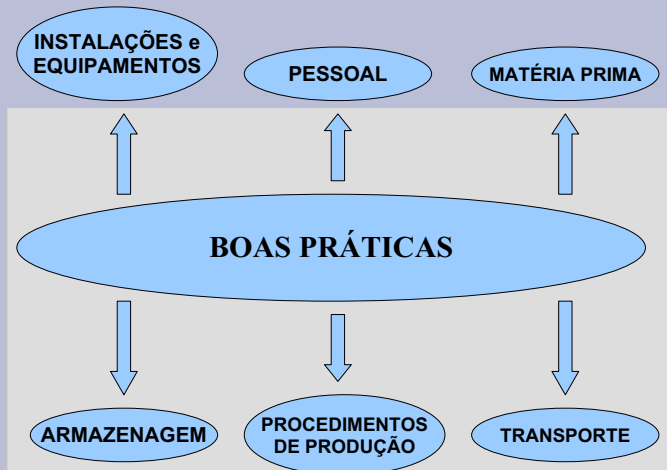 INSTALAÇÕES e
EQUIPAMENTOS
PESSOAL
MATÉRIA PRIMA
BOAS PRÁTICAS
ARMAZENAGEM
PROCEDIMENTOS
DE PRODUÇÃO
TRANSPORTE